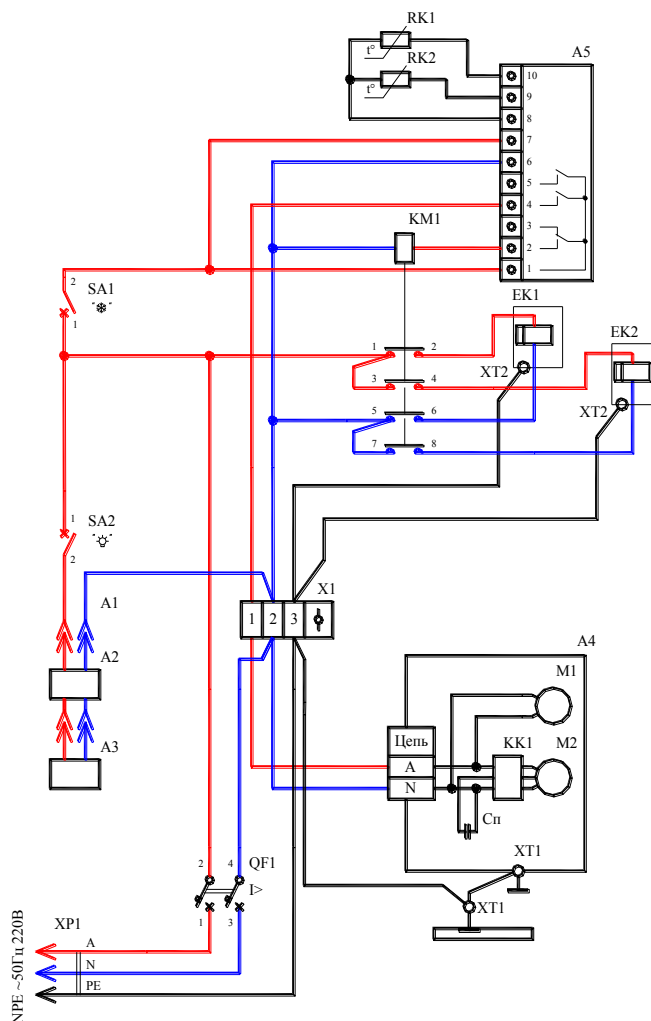 RK1
t°
RK2
t°
A5
10
9
8
7
6
5
4
3
2
1
KM1
2
SA1
1
EK1
EK2
1
2
XT2
3
4
XT2
5
6
7
8
1
SA2
2
A1
X1
1
2
3
A2
A4
M1
A3
Цепь
A
N
KK1
M2
Сп
XT1
XT1
2
4
QF1
I>
1
3
XP1
A
N
PE
NPE ~50Гц 220В